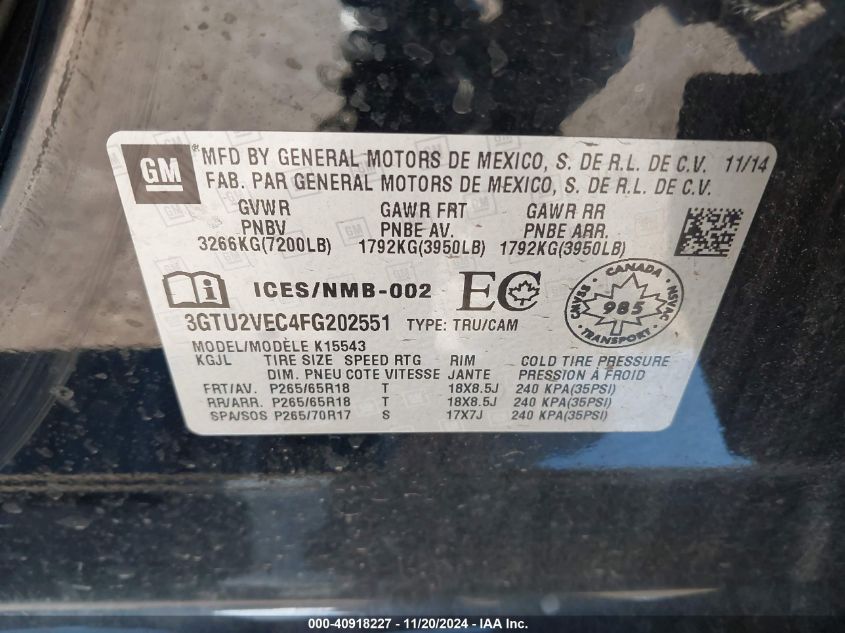 GM MFD BY GENERAL MOTORS DE MEXICO, S. DE R.L. DE C.V. 11/14
FAB. PAR GENERAL MOTORS DE MEXICO, S. DE R.L. DE C.V.
GVWR GAWR FRT GAWR RR
PNBV PNBE AV. PNBE ARR.
3266KG(7200LB) 1792KG(3950LB) 1792KG(3950LB)
ICES/NMB-002 EC
CANADA
CMVSS NSVAC
985
TRANSPORT
3GTU2VEC4FG202551 TYPE: TRU/CAM
MODEL/MODÈLE K15543
KGJL TIRE SIZE SPEED RTG RIM COLD TIRE PRESSURE
DIM. PNEU COTE VITESSE JANTE PRESSION À FROID
FRT/AV. P265/65R18 T 18X8.5J 240 KPA(35PSI)
RR/ARR. P265/65R18 T 18X8.5J 240 KPA(35PSI)
SPA/SOS P265/70R17 S 17X7J 240 KPA(35PSI)
000-40918227 - 11/20/2024 - IAA Inc.